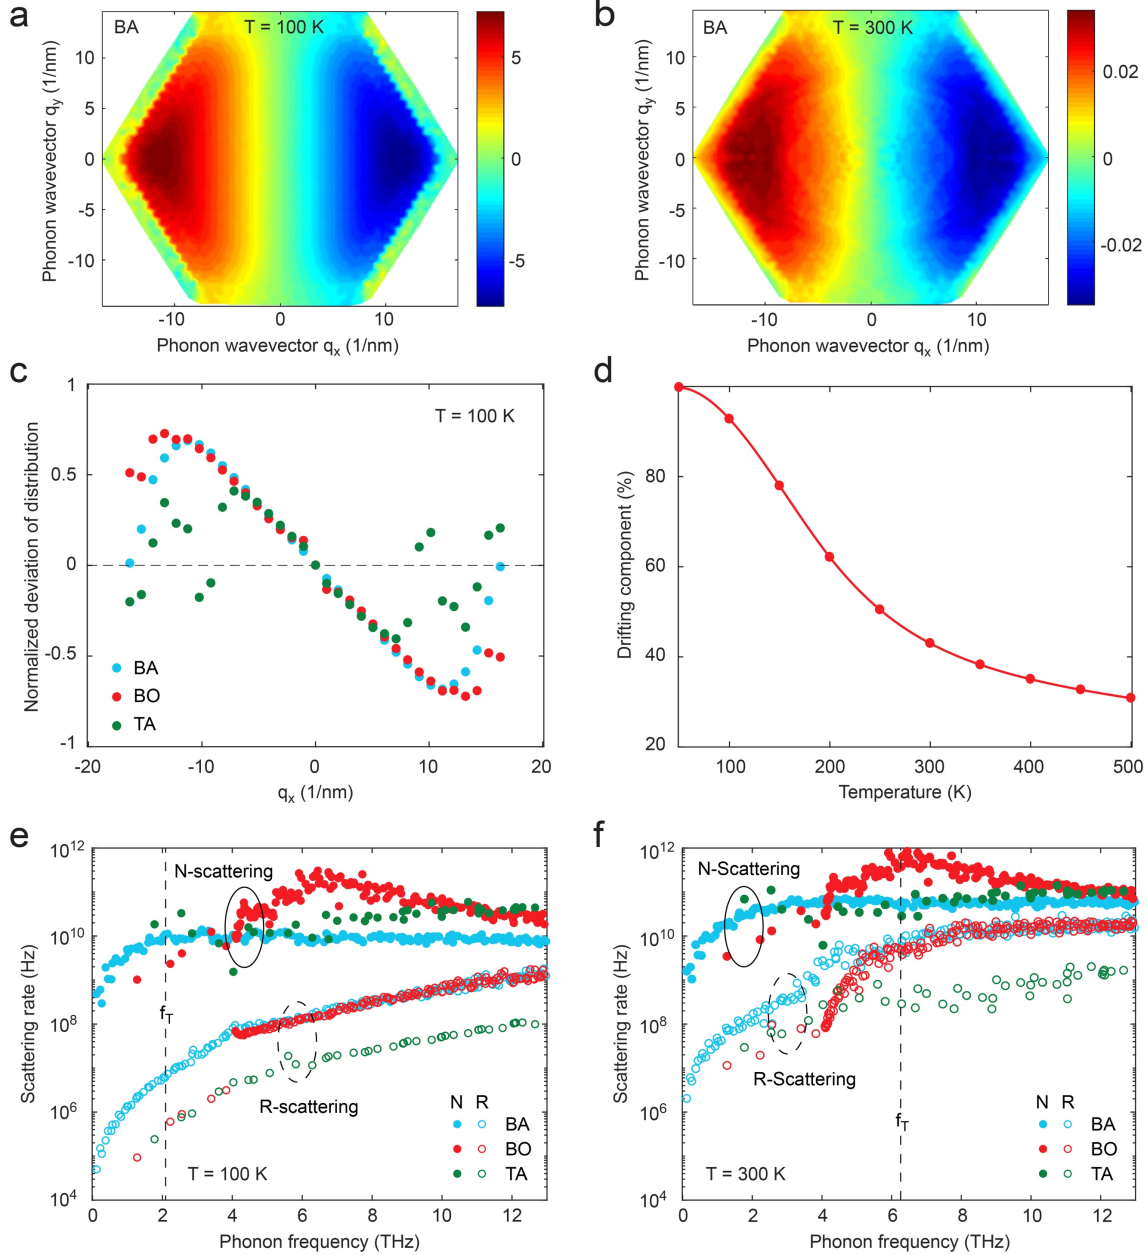 a
BA
T = 100 K
Phonon wavevector q_y (1/nm)
10
5
0
-5
-10
-10
0
10
Phonon wavevector q_x (1/nm)
5
0
-5
b
BA
T = 300 K
Phonon wavevector q_y (1/nm)
10
5
0
-5
-10
-10
0
10
Phonon wavevector q_x (1/nm)
0.02
0
-0.02
c
T = 100 K
Normalized deviation of distribution
1
0.5
0
-0.5
-1
BA
BO
TA
-20
-10
0
10
20
q_x (1/nm)
d
Drifting component (%)
80
60
40
20
100
200
300
400
500
Temperature (K)
e
Scattering rate (Hz)
10^12
10^10
10^8
10^6
10^4
N-scattering
f_T
R-scattering
N R
BA
BO
TA
T = 100 K
0
2
4
6
8
10
12
Phonon frequency (THz)
f
Scattering rate (Hz)
10^12
10^10
10^8
10^6
10^4
N-Scattering
R-Scattering
f_T
N R
BA
BO
TA
T = 300 K
0
2
4
6
8
10
12
Phonon frequency (THz)